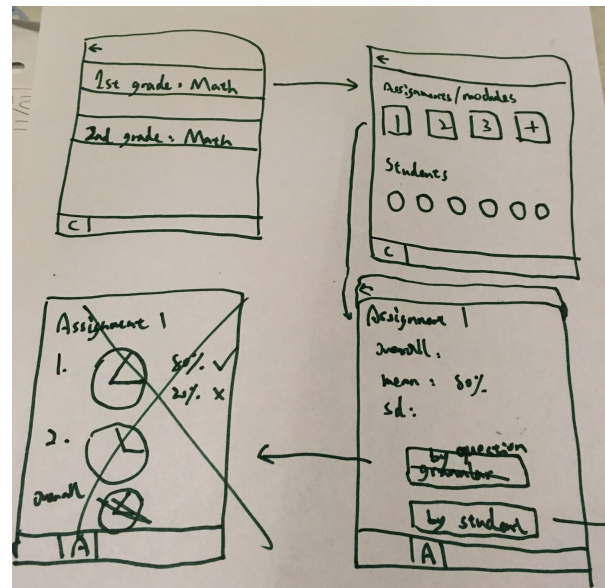 ←
1st grade: Math
2nd grade: Math
C
←
Assignments/modules
1 2 3 +
Students
C
←
Assignment 1
overall:
mean: 80%
sd:
by question
by student
A
Assignment 1
1. 80% ✓
20% x
2.
overall
A